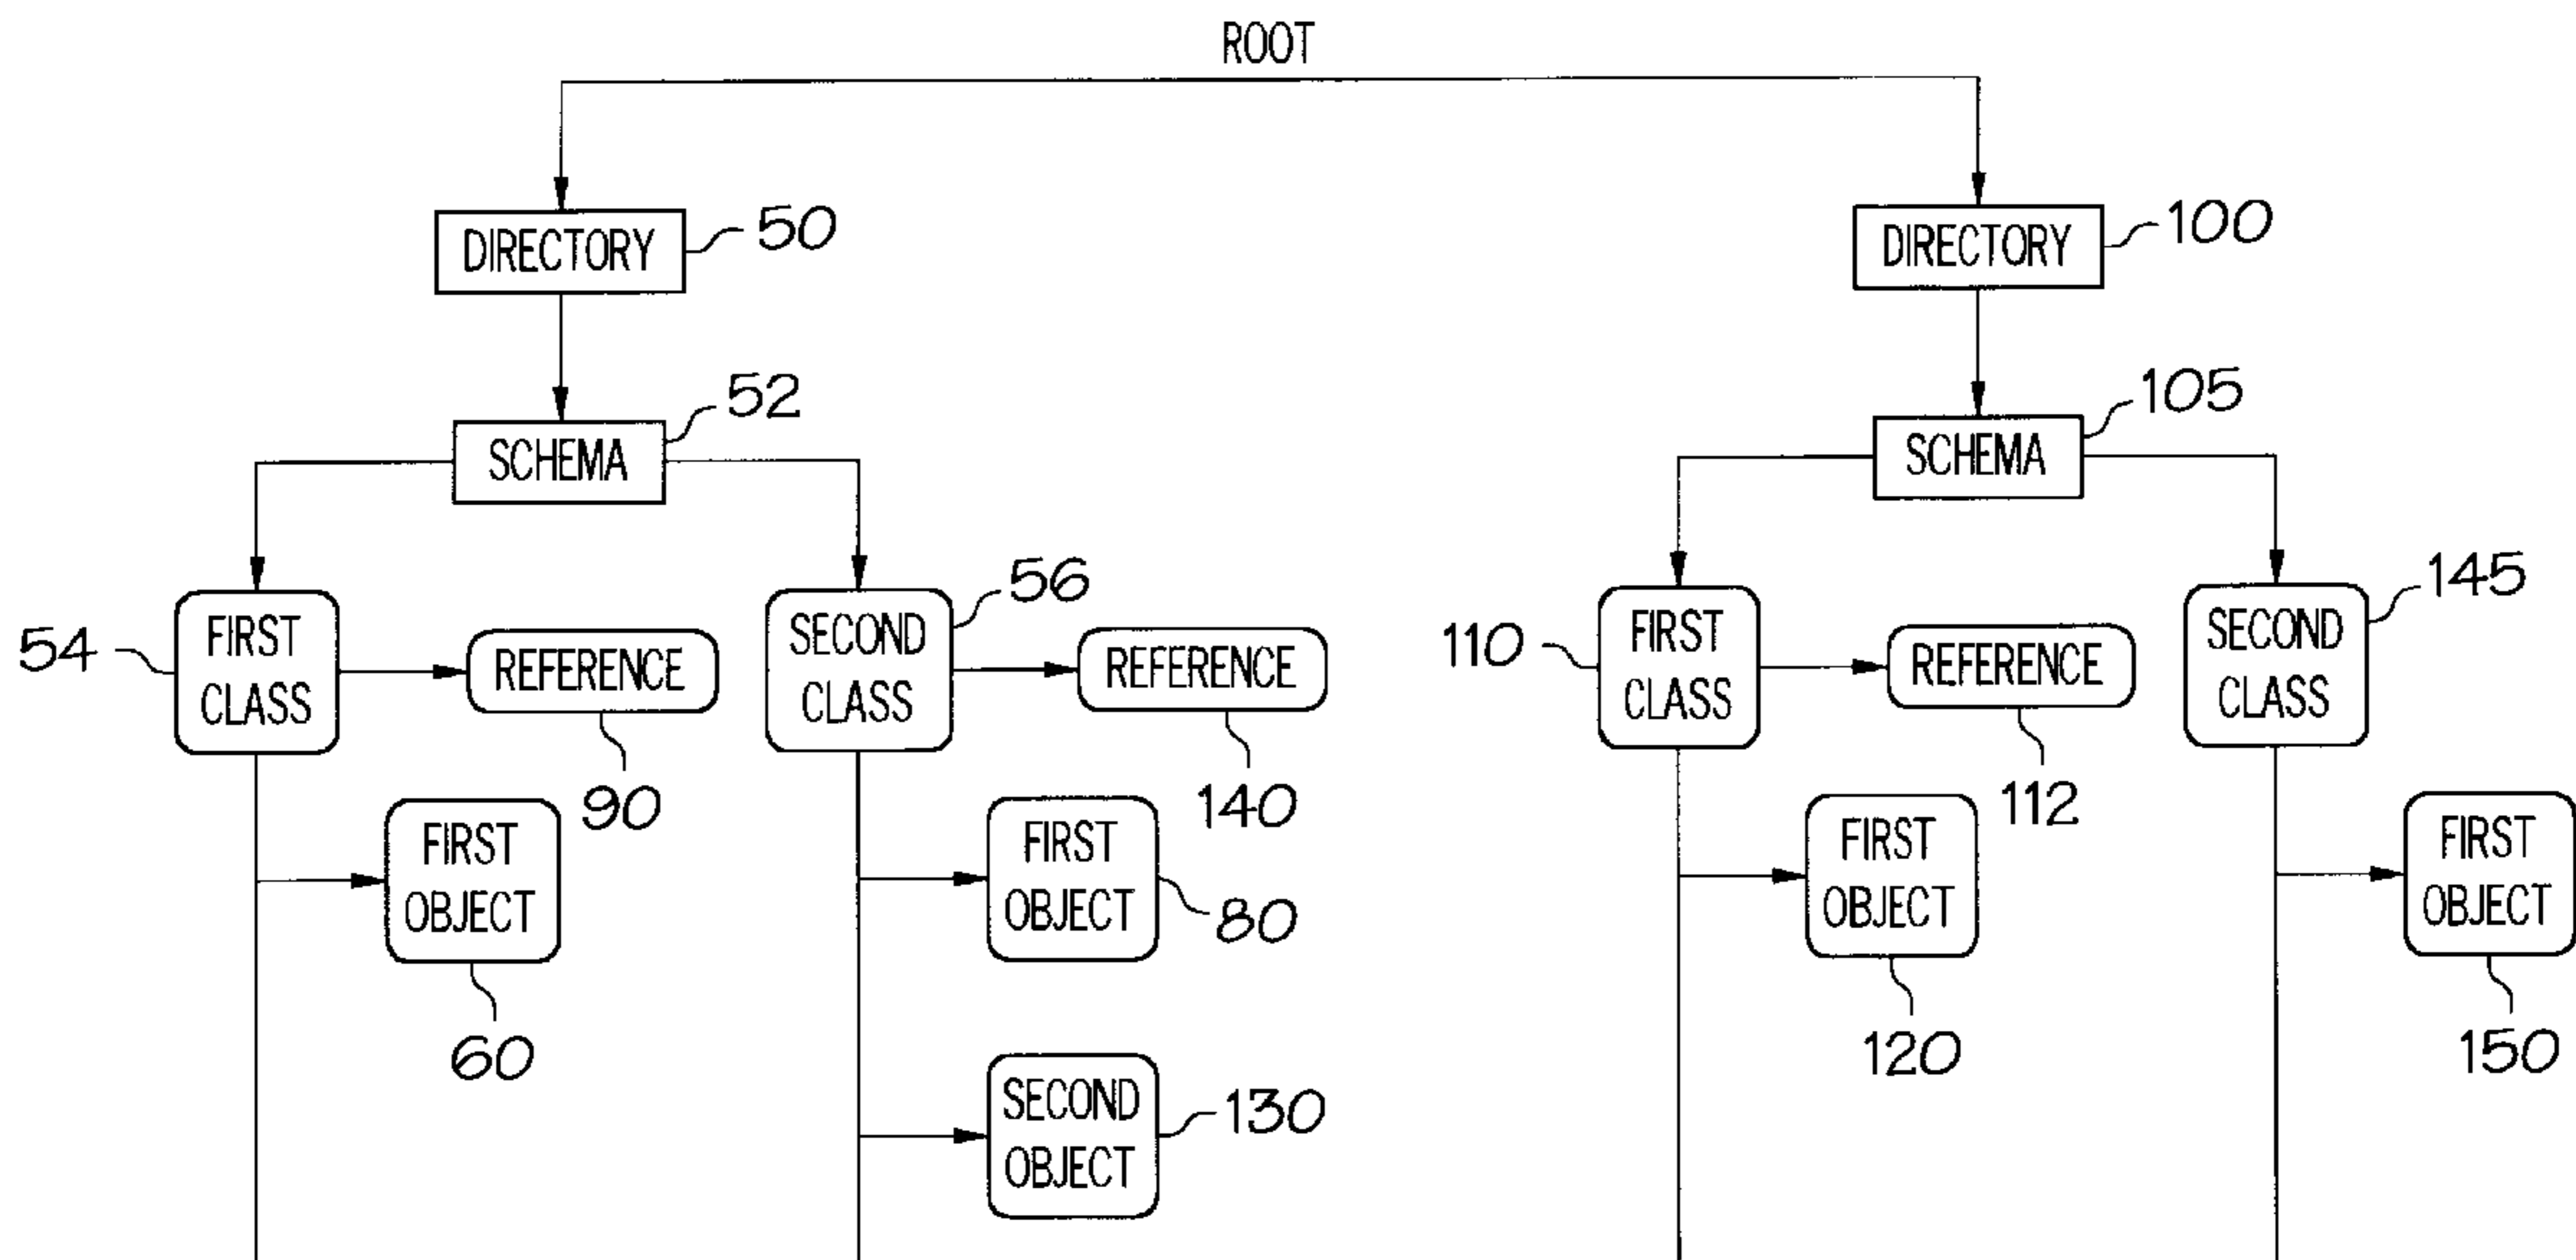 ROOT
DIRECTORY
50
DIRECTORY
100
SCHEMA
52
SCHEMA
105
54
FIRST
CLASS
REFERENCE
90
SECOND
CLASS
56
REFERENCE
140
110
FIRST
CLASS
REFERENCE
112
SECOND
CLASS
145
FIRST
OBJECT
60
FIRST
OBJECT
80
FIRST
OBJECT
120
FIRST
OBJECT
150
SECOND
OBJECT
130